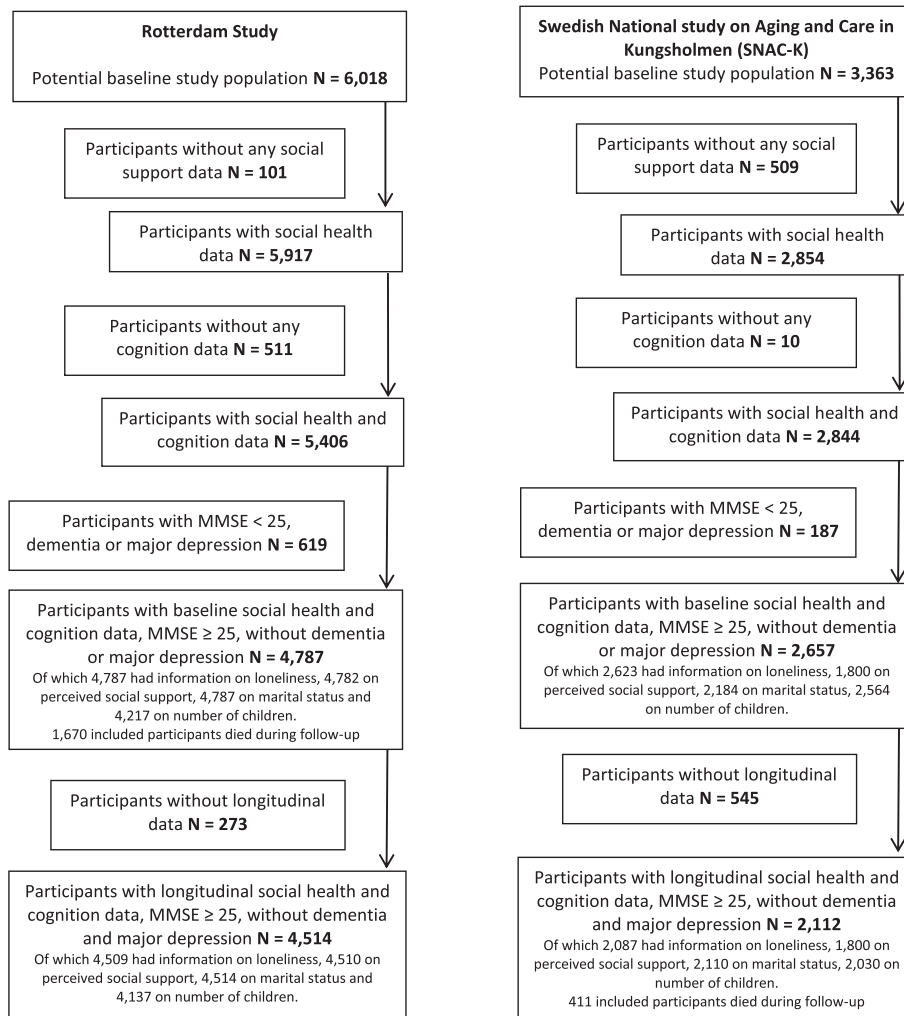 Rotterdam Study
Potential baseline study population N = 6,018
Participants without any social
support data N = 101
Participants with social health
data N = 5,917
Participants without any
cognition data N = 511
Participants with social health and
cognition data N = 5,406
Participants with MMSE < 25,
dementia or major depression N = 619
Participants with baseline social health and
cognition data, MMSE ≥ 25, without dementia
or major depression N = 4,787
Of which 4,787 had information on loneliness, 4,782 on
perceived social support, 4,787 on marital status and
4,217 on number of children.
1,670 included participants died during follow-up
Participants without longitudinal
data N = 273
Participants with longitudinal social health and
cognition data, MMSE ≥ 25, without dementia
and major depression N = 4,514
Of which 4,509 had information on loneliness, 4,510 on
perceived social support, 4,514 on marital status and
4,137 on number of children.
Swedish National study on Aging and Care in
Kungsholmen (SNAC-K)
Potential baseline study population N = 3,363
Participants without any social
support data N = 509
Participants with social health
data N = 2,854
Participants without any
cognition data N = 10
Participants with social health and
cognition data N = 2,844
Participants with MMSE < 25,
dementia or major depression N = 187
Participants with baseline social health and
cognition data, MMSE ≥ 25, without dementia
or major depression N = 2,657
Of which 2,623 had information on loneliness, 1,800 on
perceived social support, 2,184 on marital status, 2,564
on number of children.
Participants without longitudinal
data N = 545
Participants with longitudinal social health and
cognition data, MMSE ≥ 25, without dementia
and major depression N = 2,112
Of which 2,087 had information on loneliness, 1,800 on
perceived social support, 2,110 on marital status, 2,030 on
number of children.
411 included participants died during follow-up